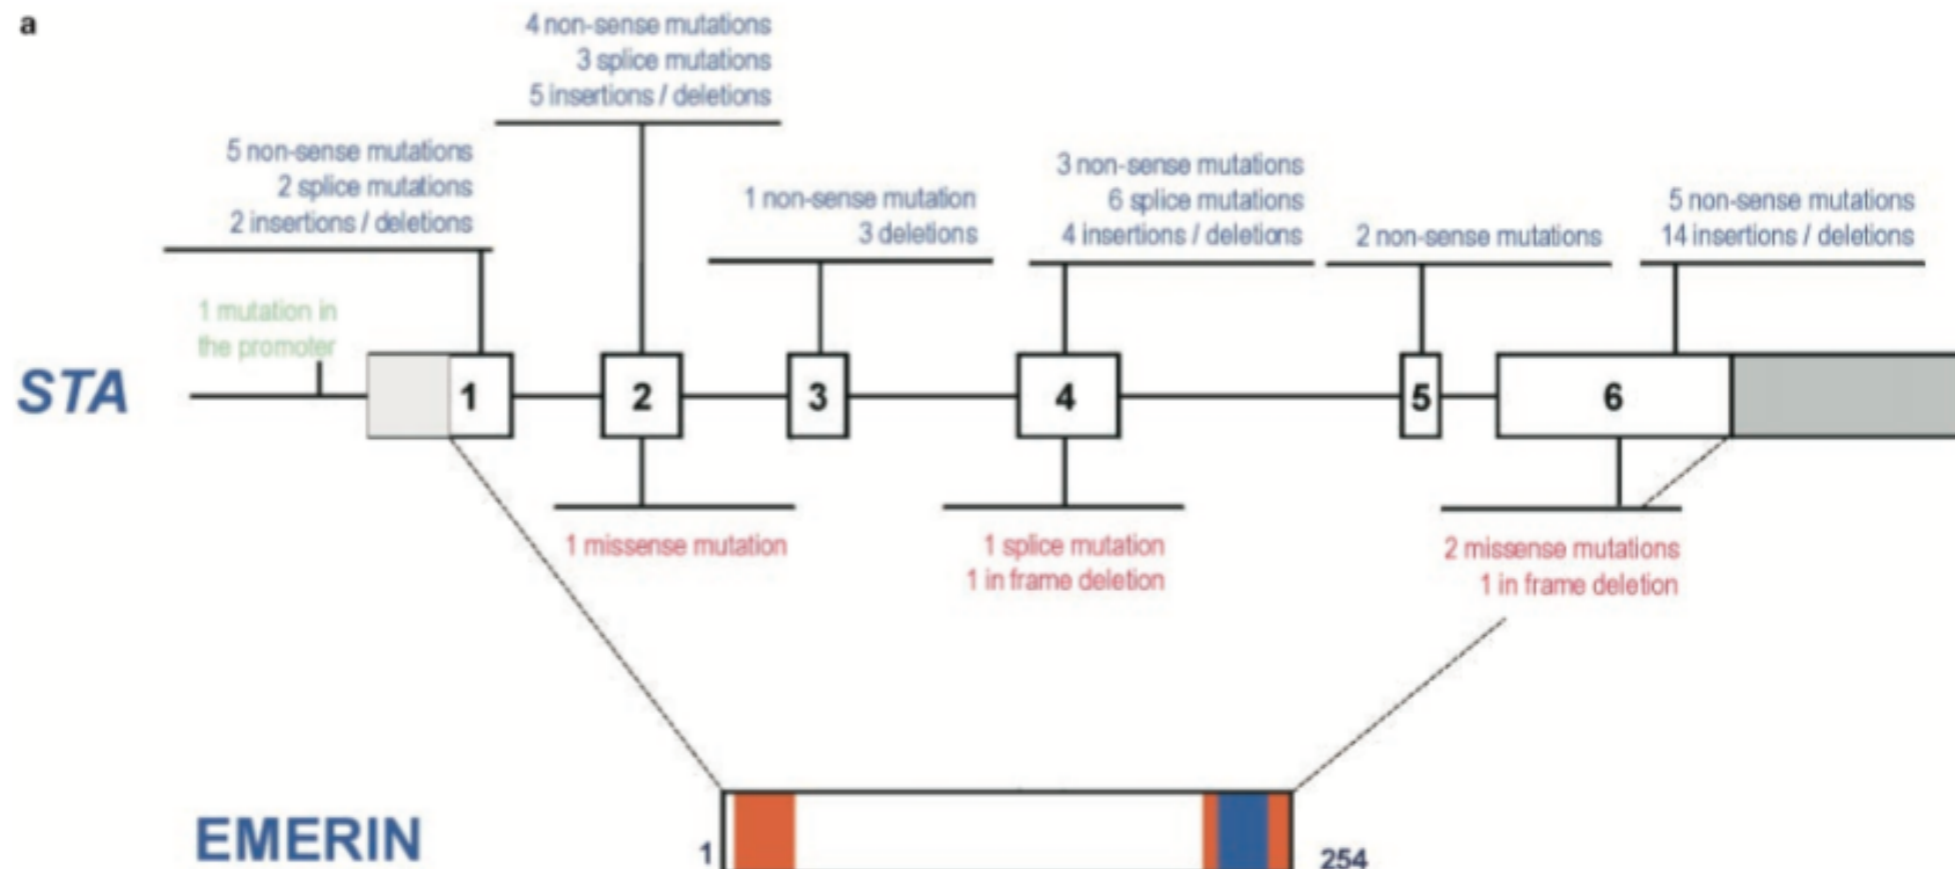 a
4 non-sense mutations
3 splice mutations
5 insertions / deletions
5 non-sense mutations
2 splice mutations
2 insertions / deletions
1 non-sense mutation
3 deletions
3 non-sense mutations
6 splice mutations
4 insertions / deletions
2 non-sense mutations
5 non-sense mutations
14 insertions / deletions
1 mutation in
the promoter
STA
1
2
3
4
5
6
1 missense mutation
1 splice mutation
1 in frame deletion
2 missense mutations
1 in frame deletion
EMERIN
1
254